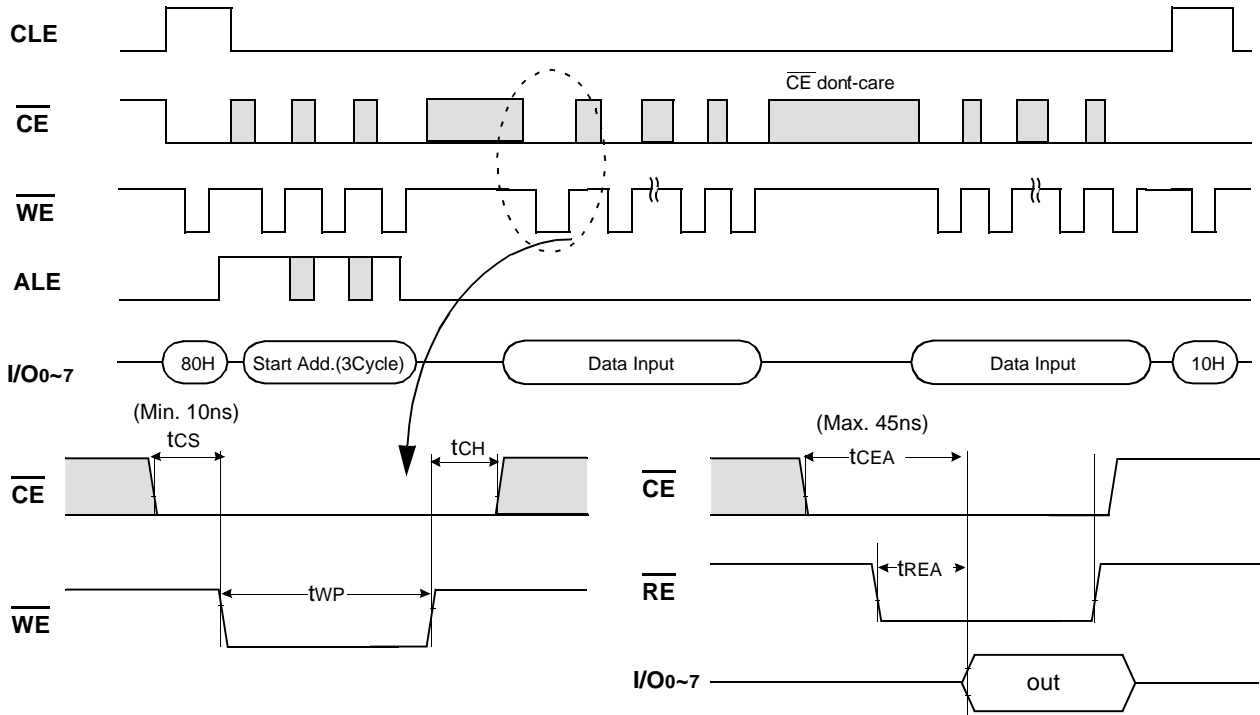 CLE
CE dont-care
CE
WE
ALE
I/O0~7
80H
Start Add.(3Cycle)
Data Input
Data Input
10H
(Min. 10ns)
tCS
tCH
CE
tWP
WE
(Max. 45ns)
tCEA
CE
tREA
RE
I/O0~7
out